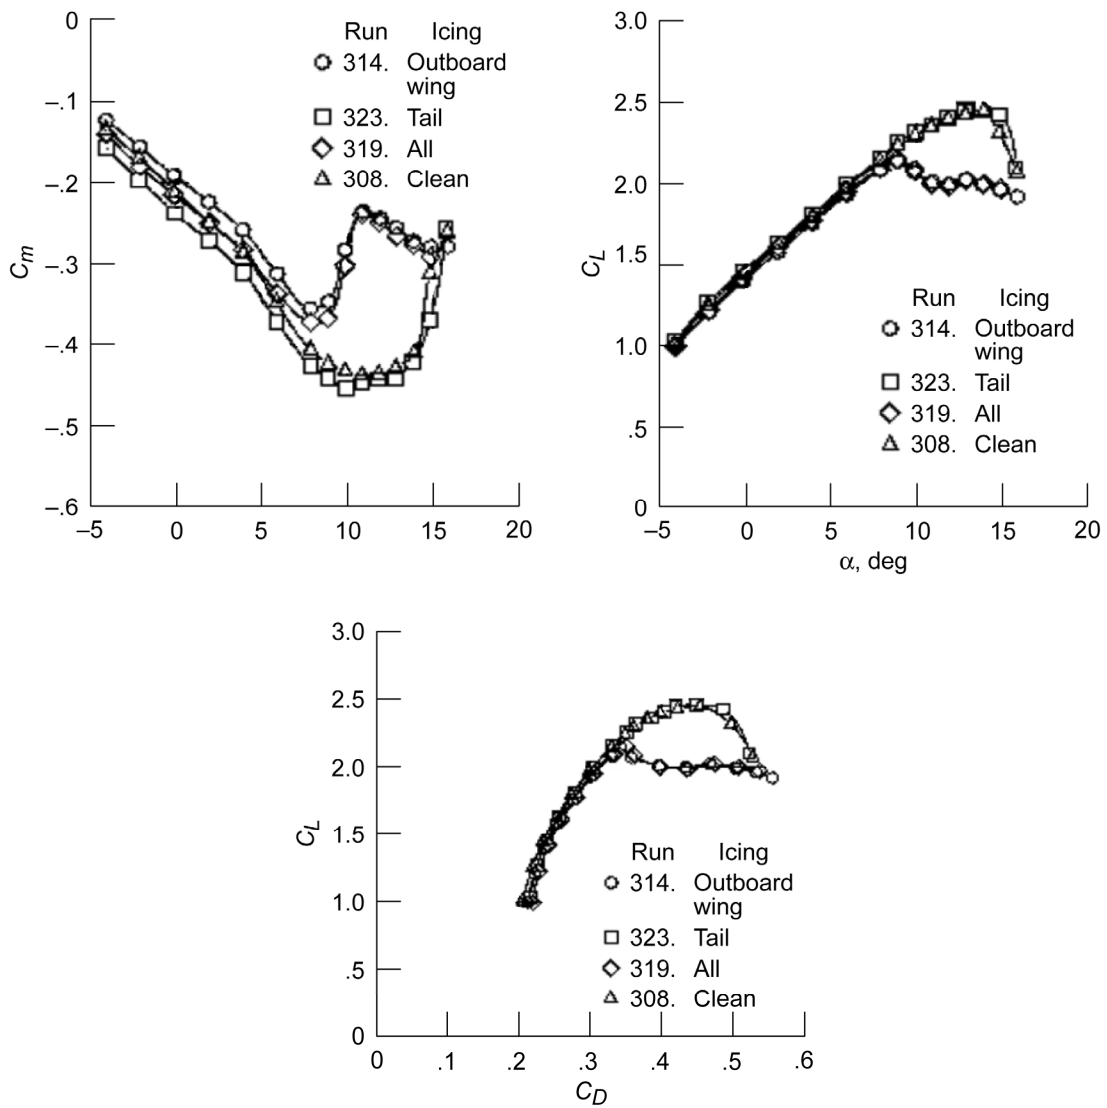 0
–.1
–.2
–.3
–.4
–.5
–.6
Cm
–5 0 5 10 15 20
Run Icing
314. Outboard
wing
323. Tail
319. All
308. Clean
3.0
2.5
2.0
1.5
1.0
.5
0
CL
–5 0 5 10 15 20
α, deg
Run Icing
314. Outboard
wing
323. Tail
319. All
308. Clean
3.0
2.5
2.0
1.5
1.0
.5
0
CL
0 .1 .2 .3 .4 .5 .6
CD
Run Icing
314. Outboard
wing
323. Tail
319. All
308. Clean